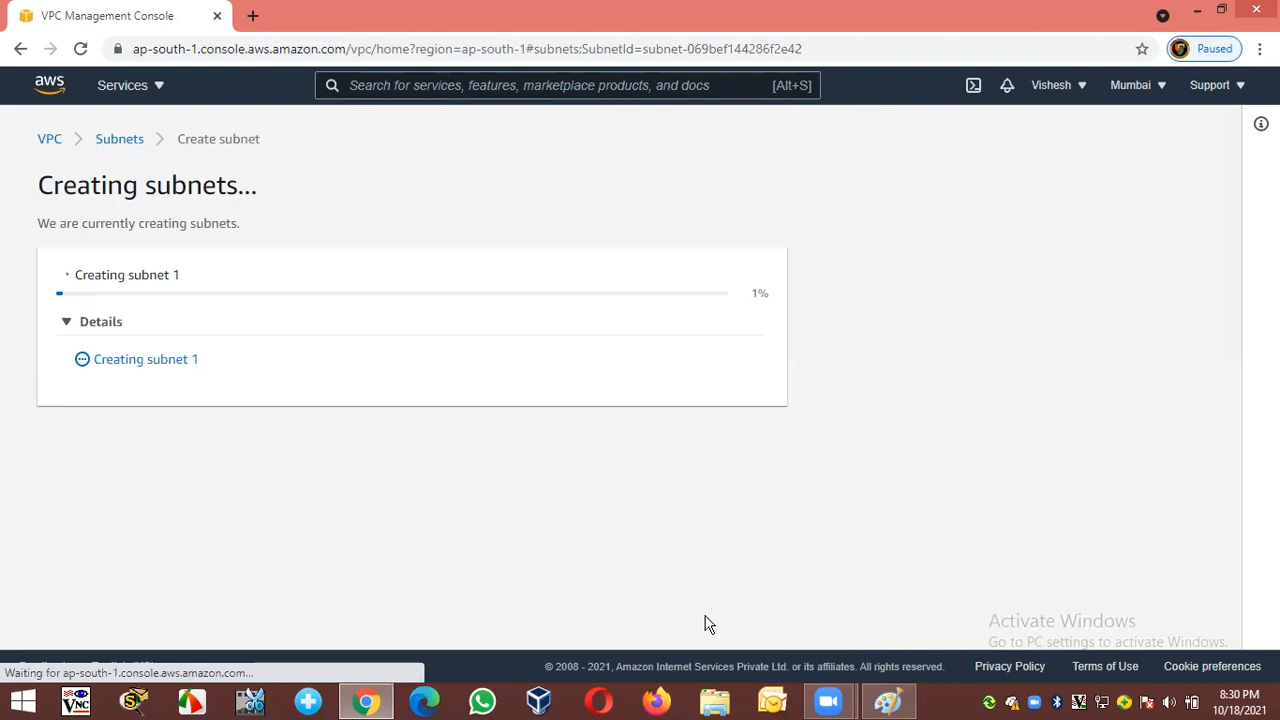 VPC Management Console
ap-south-1.console.aws.amazon.com/vpc/home?region=ap-south-1#subnets:SubnetId=subnet-069bef144286f2e42
Paused
aws
Services
Search for services, features, marketplace products, and docs
[Alt+S]
Vishesh
Mumbai
Support
VPC
Subnets
Create subnet
Creating subnets...
We are currently creating subnets.
Creating subnet 1
1%
Details
Creating subnet 1
Activate Windows
Go to PC settings to activate Windows.
Waiting for ap-south-1.console.aws.amazon.com...
© 2008 - 2021, Amazon Internet Services Private Ltd. or its affiliates. All rights reserved.
Privacy Policy
Terms of Use
Cookie preferences
VNC
8:30 PM
10/18/2021